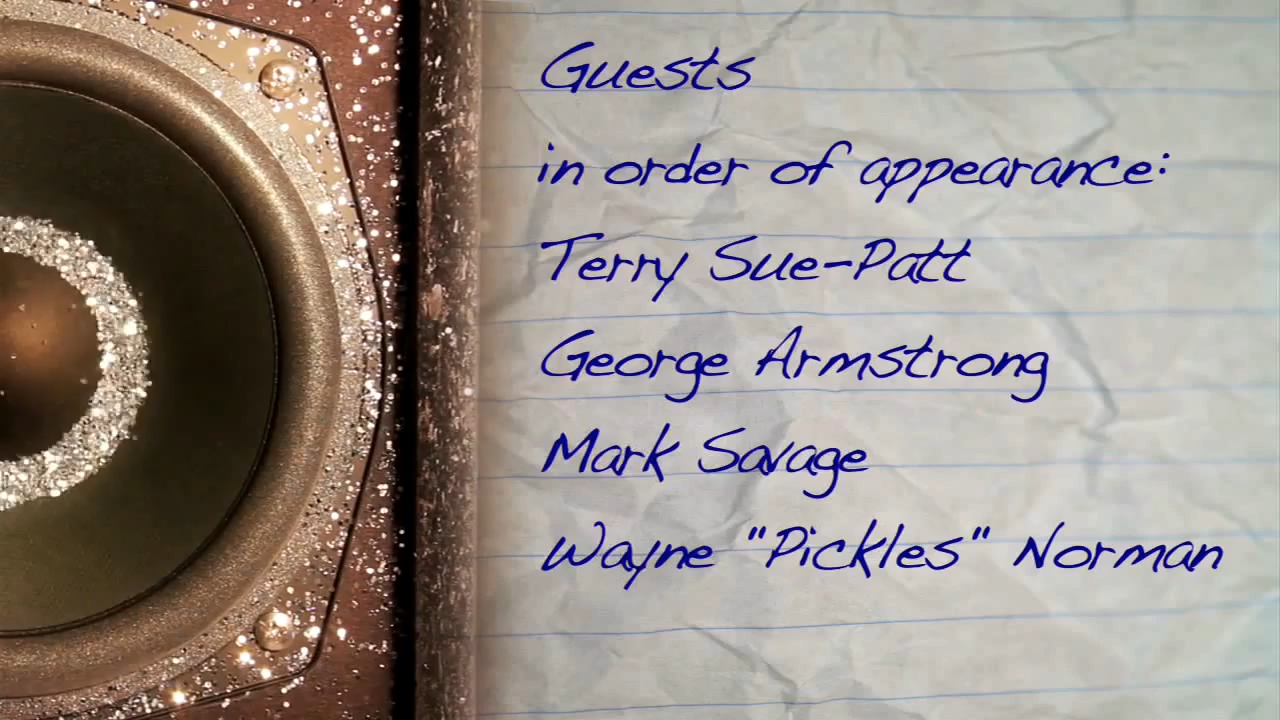 Guests
in order of appearance:
Terry Sue-Patt
George Armstrong
Mark Savage
Wayne "Pickles" Norman